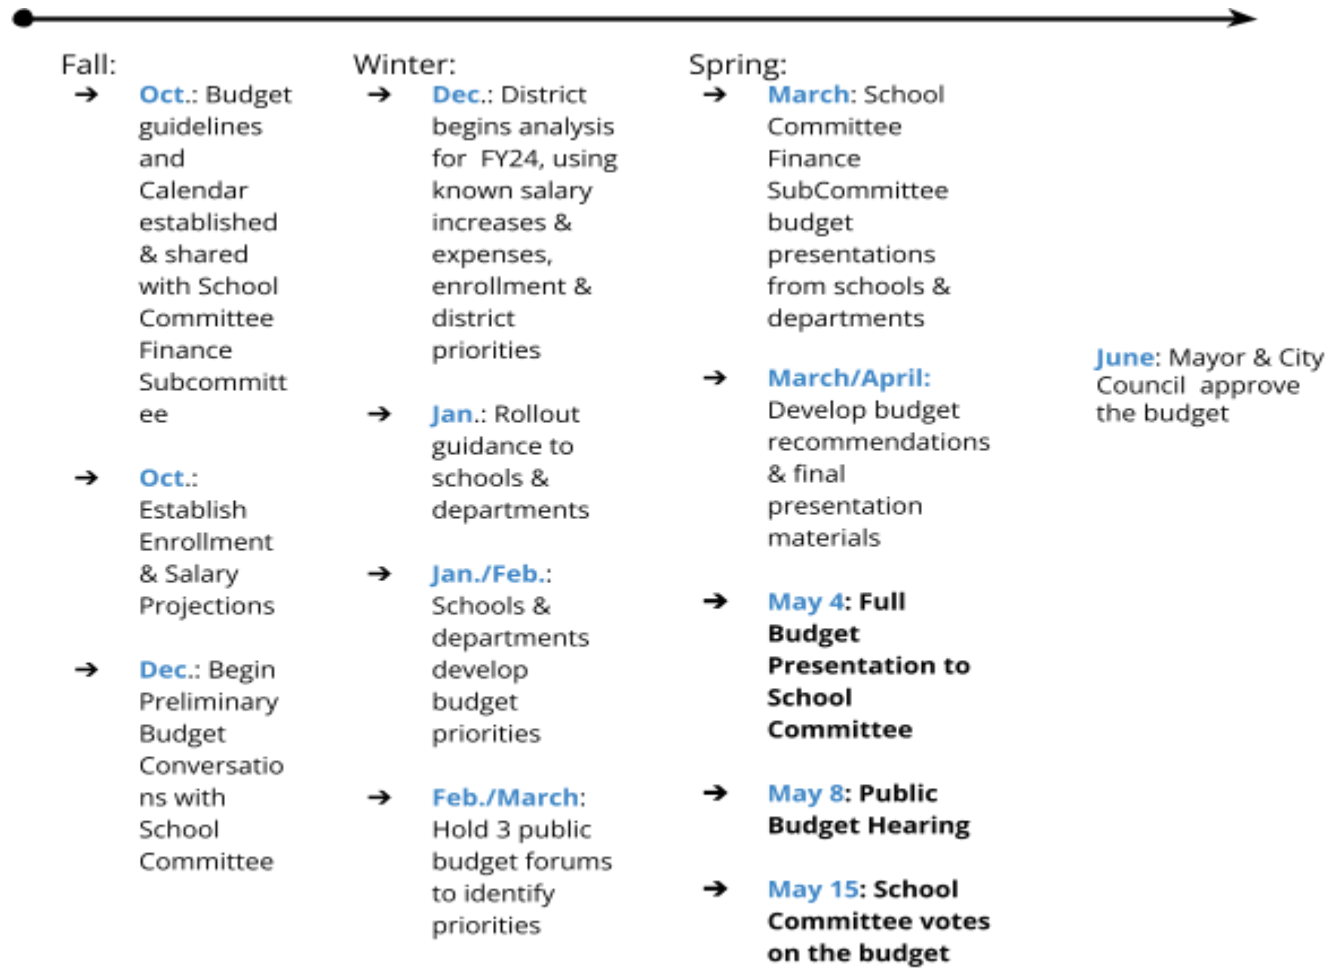 Fall:
➔ Oct.: Budget
guidelines
and
Calendar
established
& shared
with School
Committee
Finance
Subcommitt
ee
➔ Oct.:
Establish
Enrollment
& Salary
Projections
➔ Dec.: Begin
Preliminary
Budget
Conversatio
ns with
School
Committee
Winter:
➔ Dec.: District
begins analysis
for FY24, using
known salary
increases &
expenses,
enrollment &
district
priorities
➔ Jan.: Rollout
guidance to
schools &
departments
➔ Jan./Feb.:
Schools &
departments
develop
budget
priorities
➔ Feb./March:
Hold 3 public
budget forums
to identify
priorities
Spring:
➔ March: School
Committee
Finance
SubCommittee
budget
presentations
from schools &
departments
➔ March/April:
Develop budget
recommendations
& final
presentation
materials
➔ May 4: Full
Budget
Presentation to
School
Committee
➔ May 8: Public
Budget Hearing
➔ May 15: School
Committee votes
on the budget
June: Mayor & City
Council approve
the budget